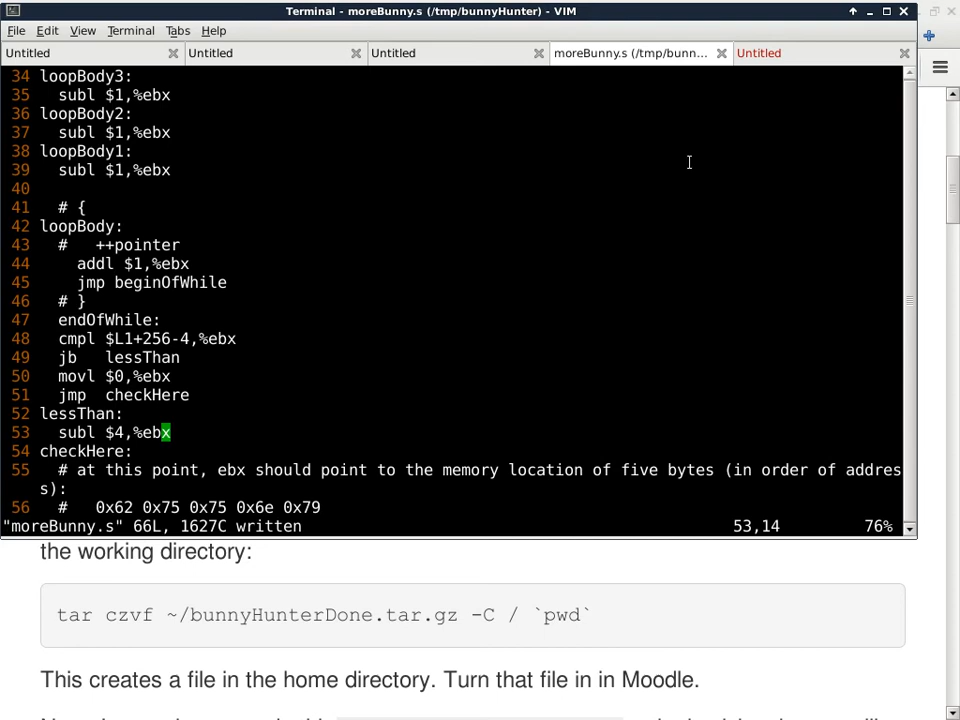 Terminal - moreBunny.s (/tmp/bunnyHunter) - VIM
File Edit View Terminal Tabs Help
Untitled Untitled Untitled moreBunny.s (/tmp/bunn... Untitled
34 loopBody3:
35   subl $1,%ebx
36 loopBody2:
37   subl $1,%ebx
38 loopBody1:
39   subl $1,%ebx
40
41   # {
42 loopBody:
43   #   ++pointer
44     addl $1,%ebx
45     jmp beginOfWhile
46   # }
47   endOfWhile:
48   cmpl $L1+256-4,%ebx
49   jb   lessThan
50   movl $0,%ebx
51   jmp  checkHere
52 lessThan:
53   subl $4,%ebx
54 checkHere:
55   # at this point, ebx should point to the memory location of five bytes (in order of addres
s):
56   #   0x62 0x75 0x75 0x6e 0x79
"moreBunny.s" 66L, 1627C written 53,14 76%
the working directory:
tar czvf ~/bunnyHunterDone.tar.gz -C / `pwd`
This creates a file in the home directory. Turn that file in in Moodle.